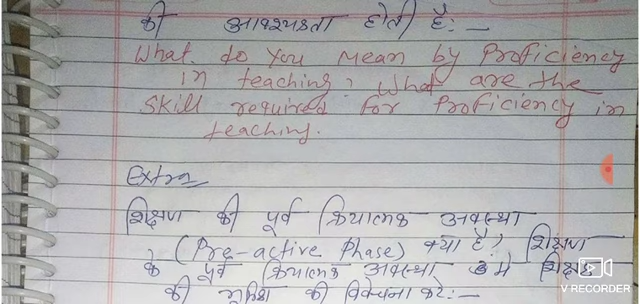 की आवश्यकता होती है:—
What do you mean by Proficiency
in teaching? What are the
Skill required for Proficiency in
teaching.
Extra
शिक्षण की पूर्व क्रियात्मक अवस्था
(Pre-active Phase) क्या है? शिक्षण
के पूर्व क्रियात्मक अवस्था में शिक्षक
की भूमिका की विवेचना करें:—
V RECORDER